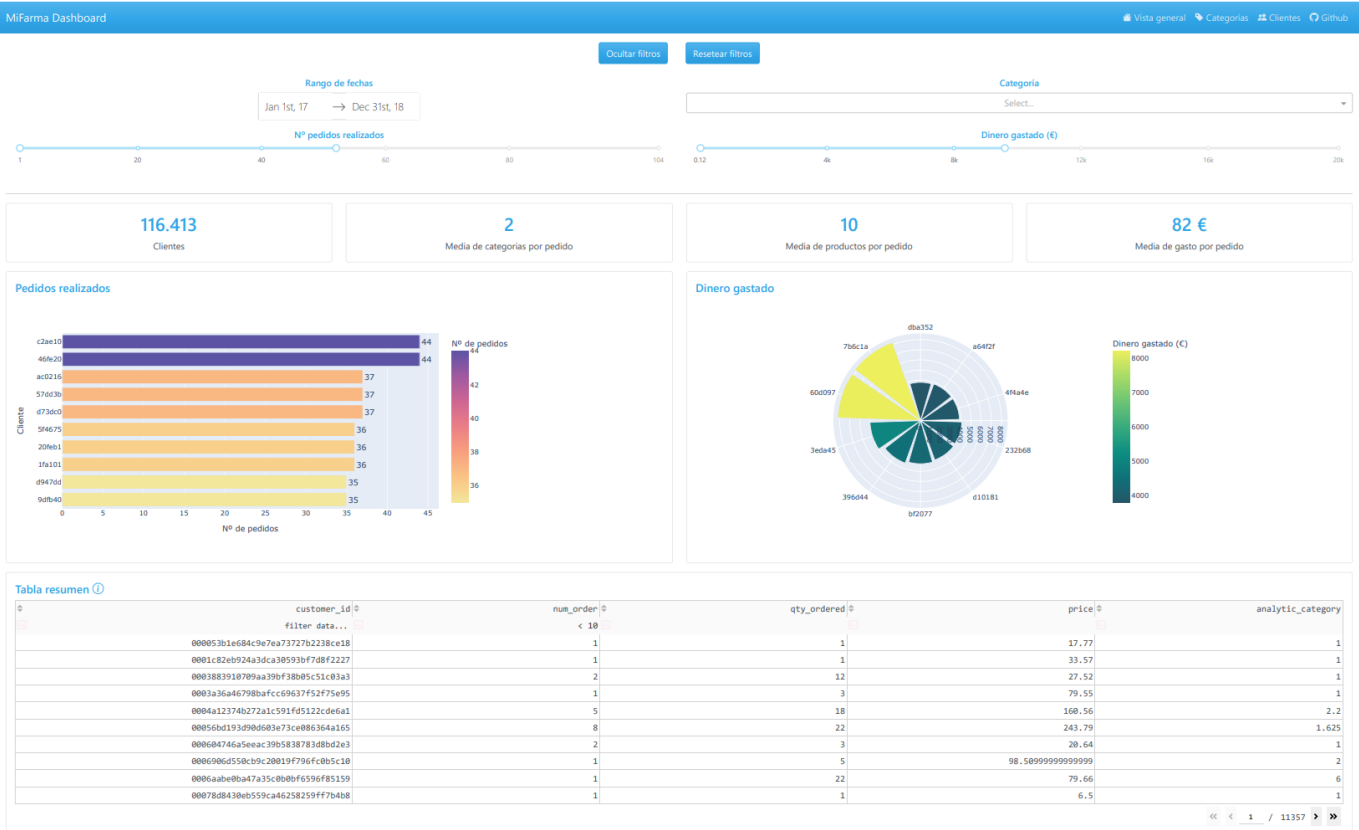 MiFarma Dashboard
Vista general Categorias Clientes Github
Ocultar filtros Resetear filtros
Rango de fechas
Jan 1st, 17 → Dec 31st, 18
Categoria
Select...
Nº pedidos realizados
1 20 40 60 80 104
Dinero gastado (€)
0.12 4k 8k 12k 16k 20k
116.413
Clientes
2
Media de categorias por pedido
10
Media de productos por pedido
82 €
Media de gasto por pedido
Pedidos realizados
Cliente
c2ae10 44
46fe20 44
ac0216 37
57dd3b 37
d73dc0 37
5f4675 36
20feb1 36
1fa101 36
d947dd 35
9dfb40 35
0 5 10 15 20 25 30 35 40 45
Nº de pedidos
Nº de pedidos
44
42
40
38
36
Dinero gastado
dba352
a64f2f
4f4a4e
232b68
d10181
bf2077
396d44
3eda45
60d097
7b6c1a
5000
6000
7000
8000
Dinero gastado (€)
8000
7000
6000
5000
4000
Tabla resumen
customer_id num_order qty_ordered price analytic_category
filter data... < 10
000053b1e684c9e7ea73727b2238ce18 1 1 17.77 1
0001c82eb924a3dca30593bf7d8f2227 1 1 33.57 1
0003883910709aa39bf38b05c51c03a3 2 12 27.52 1
0003a36a46798bafcc69637f52f75e95 1 3 79.55 1
0004a12374b272a1c591fd5122cde6a1 5 18 160.56 2.2
00056bd193d90d603e73ce086364a165 8 22 243.79 1.625
000604746a5eeac39b5838783d8bd2e3 2 3 20.64 1
0006906d550cb9c20019f796fc0b5c10 1 5 98.50999999999999 2
0006aabe0ba47a35c0b0bf6596f85159 1 22 79.66 6
00078d8430eb559ca46258259ff7b4b8 1 1 6.5 1
« < 1 / 11357 > »